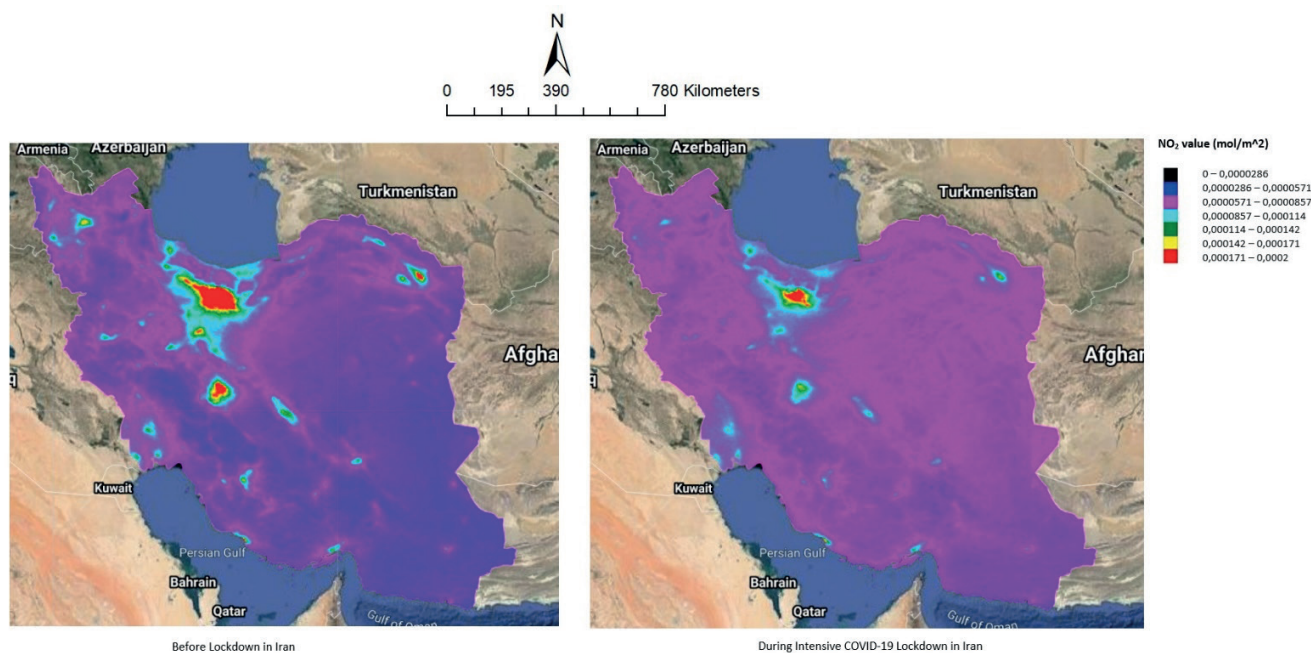 N
0 195 390 780 Kilometers
Armenia Azerbaijan
Turkmenistan
Afghan
q
Kuwait
Persian Gulf
Bahrain
Qatar
Gulf of Oman
Before Lockdown in Iran
Armenia Azerbaijan
Turkmenistan
Afghar
q
Kuwait
Persian Gulf
Bahrain
Qatar
Gulf of Oman
During Intensive COVID-19 Lockdown in Iran
NO₂ value (mol/m^2)
0 – 0,0000286
0,0000286 – 0,0000571
0,0000571 – 0,0000857
0,0000857 – 0,000114
0,000114 – 0,000142
0,000142 – 0,000171
0,000171 – 0,0002